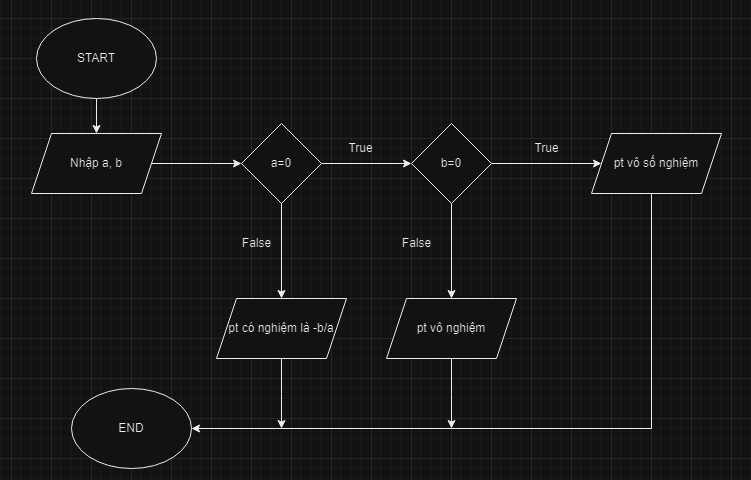 START
Nhập a, b
a=0
True
b=0
True
pt vô số nghiệm
False
False
pt có nghiệm là -b/a
pt vô nghiệm
END